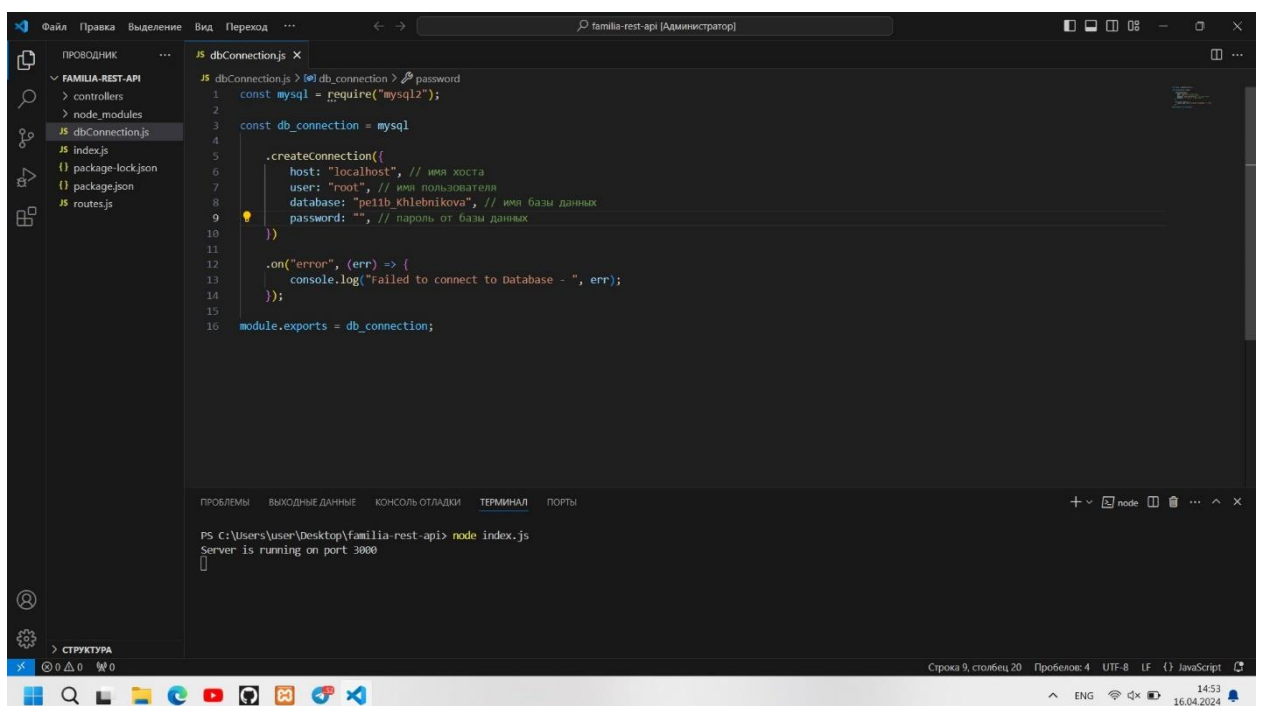 Файл Правка Выделение Вид Переход ··· familia-rest-api [Администратор]
ПРОВОДНИК ···
FAMILIA-REST-API
controllers
node_modules
JS dbConnection.js
JS index.js
{} package-lock.json
{} package.json
JS routes.js
СТРУКТУРА
JS dbConnection.js
JS dbConnection.js > db_connection > password
1 const mysql = require("mysql2");
2
3 const db_connection = mysql
4
5 .createConnection({
6 host: "localhost", // имя хоста
7 user: "root", // имя пользователя
8 database: "pe11b_Khlebnikova", // имя базы данных
9 password: "", // пароль от базы данных
10 })
11
12 .on("error", (err) => {
13 console.log("Failed to connect to Database - ", err);
14 });
15
16 module.exports = db_connection;
ПРОБЛЕМЫ ВЫХОДНЫЕ ДАННЫЕ КОНСОЛЬ ОТЛАДКИ ТЕРМИНАЛ ПОРТЫ node
PS C:\Users\user\Desktop\familia-rest-api> node index.js
Server is running on port 3000
0 0 0 Строка 9, столбец 20 Пробелов: 4 UTF-8 LF {} JavaScript
ENG 14:53
16.04.2024